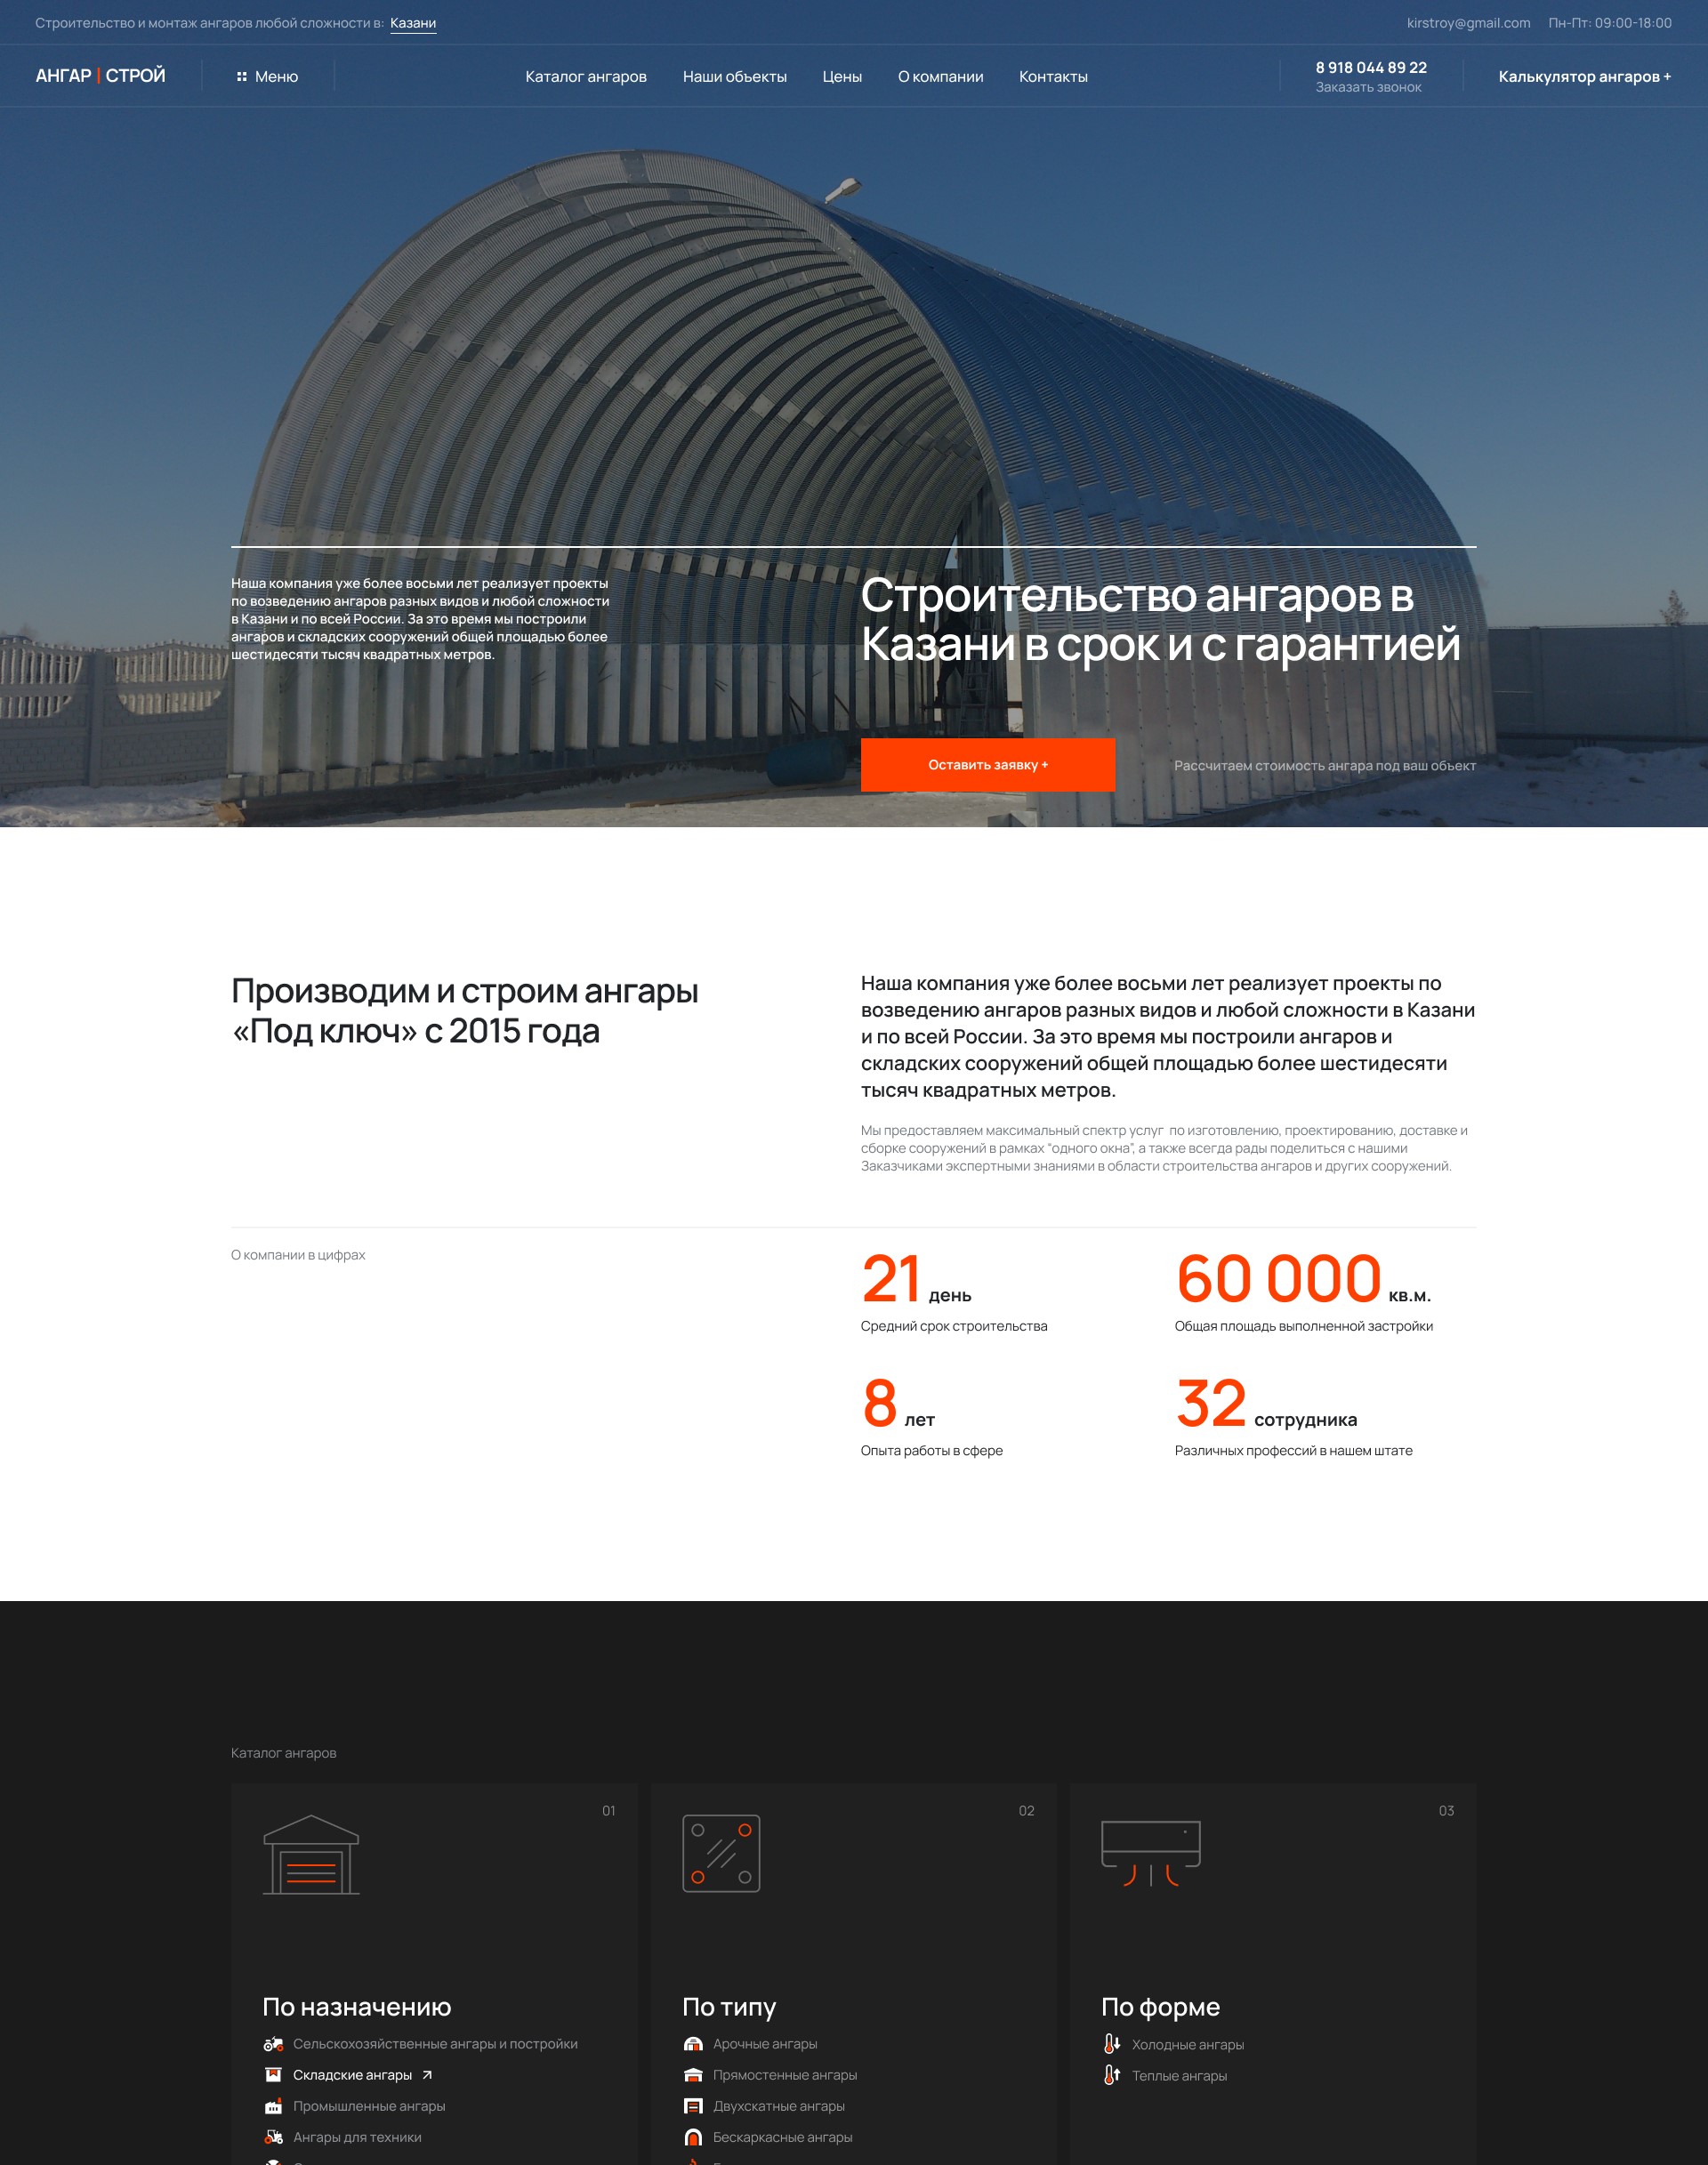 Строительство и монтаж ангаров любой сложности в: Казани
kirstroy@gmail.com Пн-Пт: 09:00-18:00
АНГАР | СТРОЙ
Меню
Каталог ангаров Наши объекты Цены О компании Контакты
8 918 044 89 22
Заказать звонок
Калькулятор ангаров +
Наша компания уже более восьми лет реализует проекты
по возведению ангаров разных видов и любой сложности
в Казани и по всей России. За это время мы построили
ангаров и складских сооружений общей площадью более
шестидесяти тысяч квадратных метров.
Строительство ангаров в
Казани в срок и с гарантией
Оставить заявку +
Рассчитаем стоимость ангара под ваш объект
Производим и строим ангары
«Под ключ» с 2015 года
Наша компания уже более восьми лет реализует проекты по
возведению ангаров разных видов и любой сложности в Казани
и по всей России. За это время мы построили ангаров и
складских сооружений общей площадью более шестидесяти
тысяч квадратных метров.
Мы предоставляем максимальный спектр услуг по изготовлению, проектированию, доставке и
сборке сооружений в рамках “одного окна”, а также всегда рады поделиться с нашими
Заказчиками экспертными знаниями в области строительства ангаров и других сооружений.
О компании в цифрах
21 день
Средний срок строительства
60 000 кв.м.
Общая площадь выполненной застройки
8 лет
Опыта работы в сфере
32 сотрудника
Различных профессий в нашем штате
Каталог ангаров
01
По назначению
Сельскохозяйственные ангары и постройки
Складские ангары
Промышленные ангары
Ангары для техники
02
По типу
Арочные ангары
Прямостенные ангары
Двухскатные ангары
Бескаркасные ангары
03
По форме
Холодные ангары
Теплые ангары